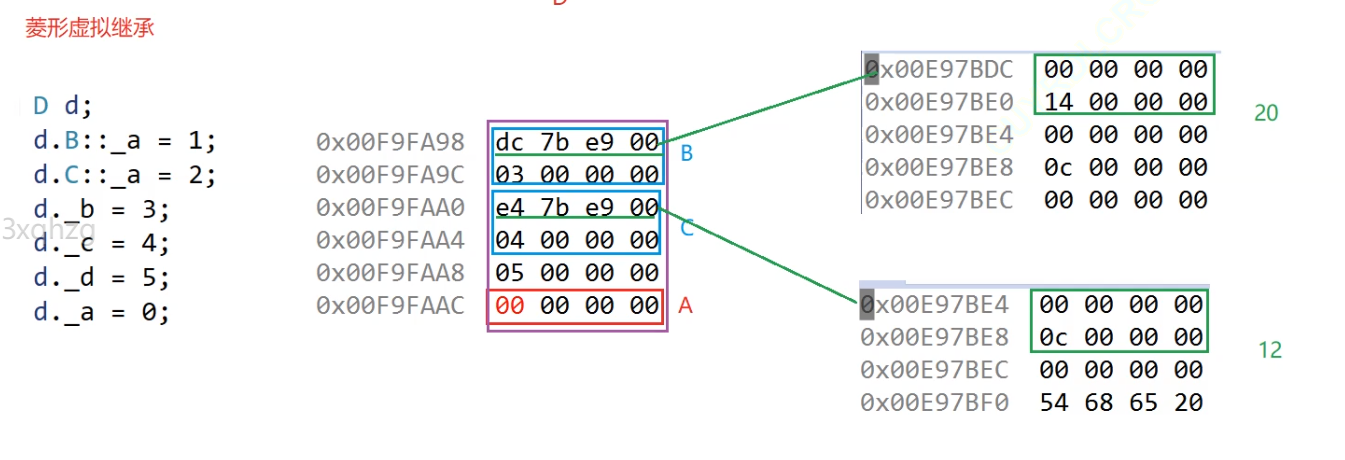 菱形虚拟继承
D d;
d.B::_a = 1;
d.C::_a = 2;
d._b = 3;
d._c = 4;
d._d = 5;
d._a = 0;
0x00F9FA98 dc 7b e9 00
0x00F9FA9C 03 00 00 00
0x00F9FAA0 e4 7b e9 00
0x00F9FAA4 04 00 00 00
0x00F9FAA8 05 00 00 00
0x00F9FAAC 00 00 00 00
B
C
A
0x00E97BDC 00 00 00 00
0x00E97BE0 14 00 00 00
0x00E97BE4 00 00 00 00
0x00E97BE8 0c 00 00 00
0x00E97BEC 00 00 00 00
20
0x00E97BE4 00 00 00 00
0x00E97BE8 0c 00 00 00
0x00E97BEC 00 00 00 00
0x00E97BF0 54 68 65 20
12